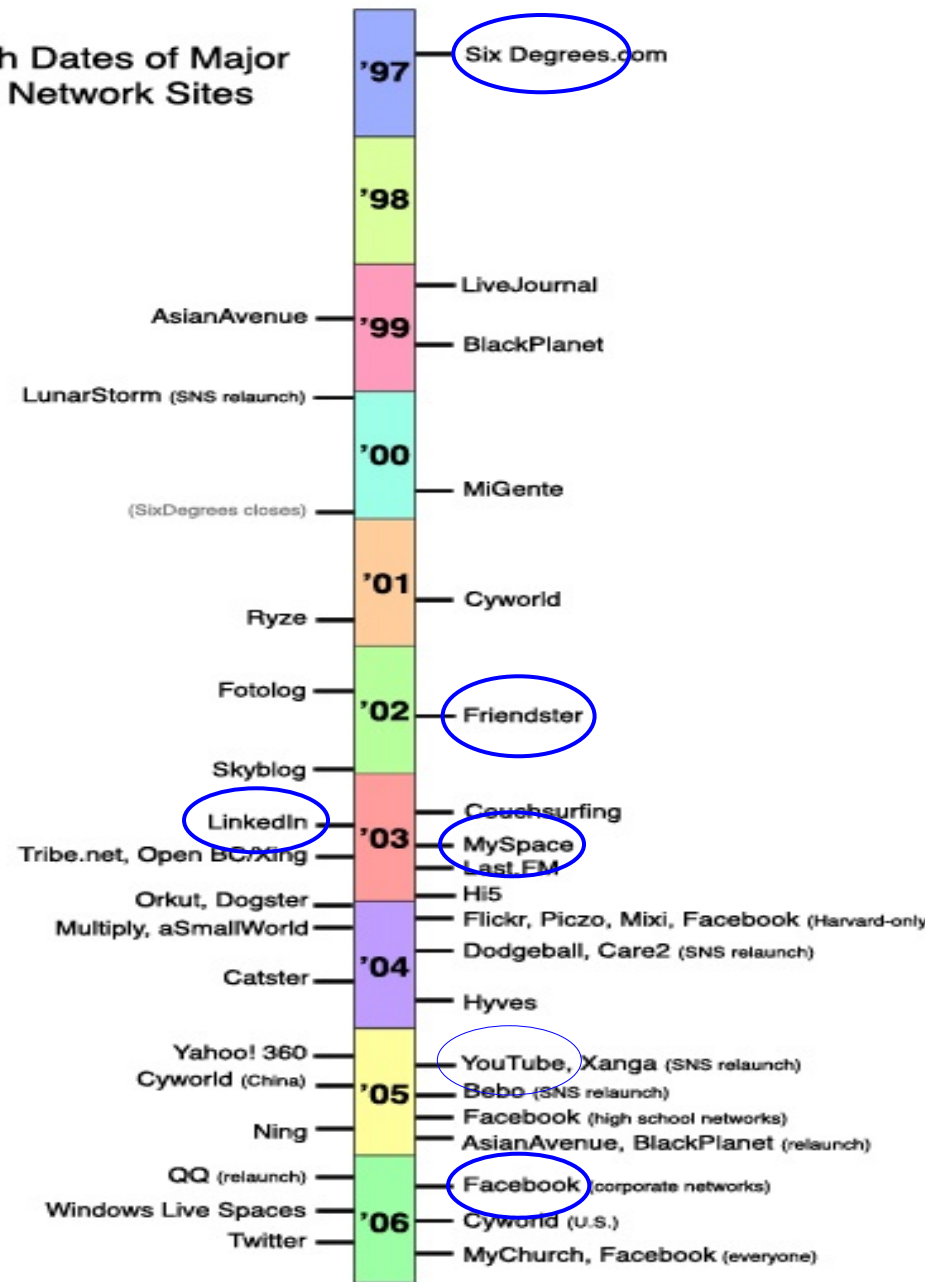 h Dates of Major
Network Sites
'97
Six Degrees.com
'98
LiveJournal
AsianAvenue
'99
BlackPlanet
LunarStorm (SNS relaunch)
'00
MiGente
(SixDegrees closes)
'01
Cyworld
Ryze
Fotolog
'02
Friendster
Skyblog
Couchsurfing
LinkedIn
'03
MySpace
Tribe.net, Open BC/Xing
Last.FM
Hi5
Orkut, Dogster
Flickr, Piczo, Mixi, Facebook (Harvard-only
Multiply, aSmallWorld
Dodgeball, Care2 (SNS relaunch)
'04
Catster
Hyves
Yahoo! 360
YouTube, Xanga (SNS relaunch)
Cyworld (China)
Bebo (SNS relaunch)
'05
Facebook (high school networks)
Ning
AsianAvenue, BlackPlanet (relaunch)
QQ (relaunch)
Facebook (corporate networks)
Windows Live Spaces
'06
Cyworld (U.S.)
Twitter
MyChurch, Facebook (everyone)